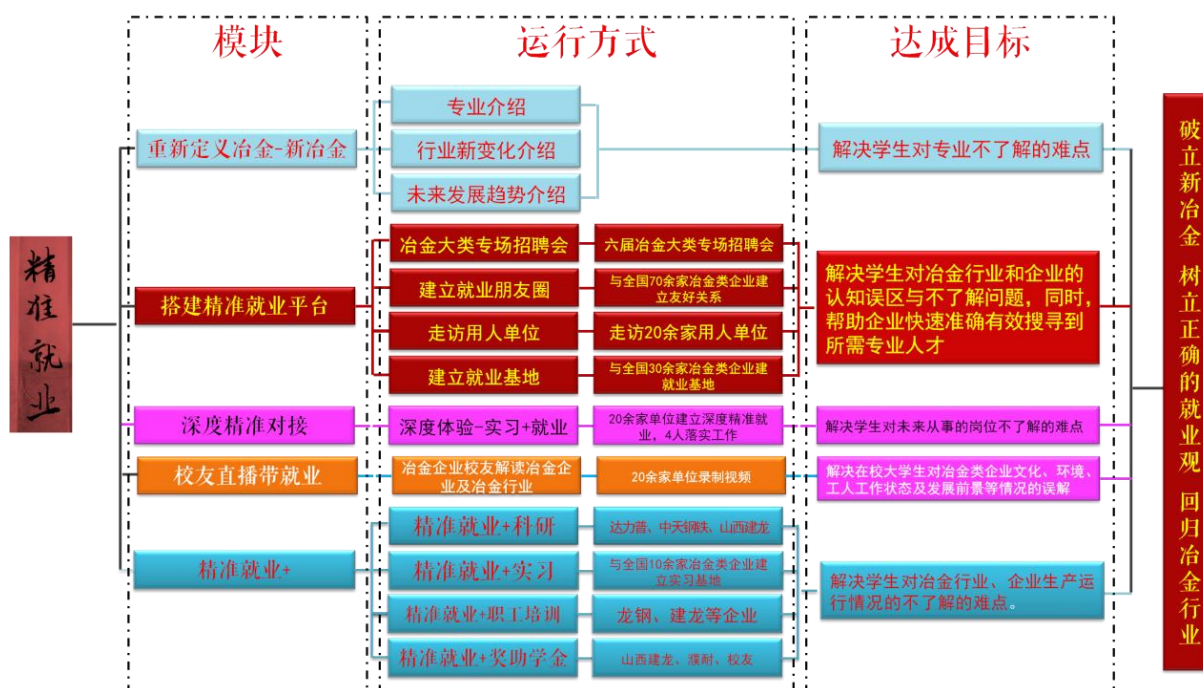 模块
运行方式
达成目标
精准就业
重新定义冶金-新冶金
专业介绍
行业新变化介绍
未来发展趋势介绍
解决学生对专业不了解的难点
搭建精准就业平台
冶金大类专场招聘会
六届冶金大类专场招聘会
建立就业朋友圈
与全国70余家冶金类企业建
立友好关系
走访用人单位
走访20余家用人单位
建立就业基地
与全国30余家冶金类企业建
就业基地
解决学生对冶金行业和企业的
认知误区与不了解问题，同时，
帮助企业快速准确有效搜寻到
所需专业人才
深度精准对接
深度体验-实习+就业
20余家单位建立深度精准就
业，4人落实工作
解决学生对未来从事的岗位不了解的难点
校友直播带就业
冶金企业校友解读冶金企
业及冶金行业
20余家单位录制视频
解决在校大学生对冶金类企业文化、环境、
工人工作状态及发展前景等情况的误解
精准就业+
精准就业+科研
达力普、中天钢铁、山西建龙
精准就业+实习
与全国10余家冶金类企业建
立实习基地
精准就业+职工培训
龙钢、建龙等企业
精准就业+奖助学金
山西建龙、濮耐、校友
解决学生对冶金行业、企业生产运
行情况的不了解的难点。
破立新冶金 树立正确的就业观 回归冶金行业